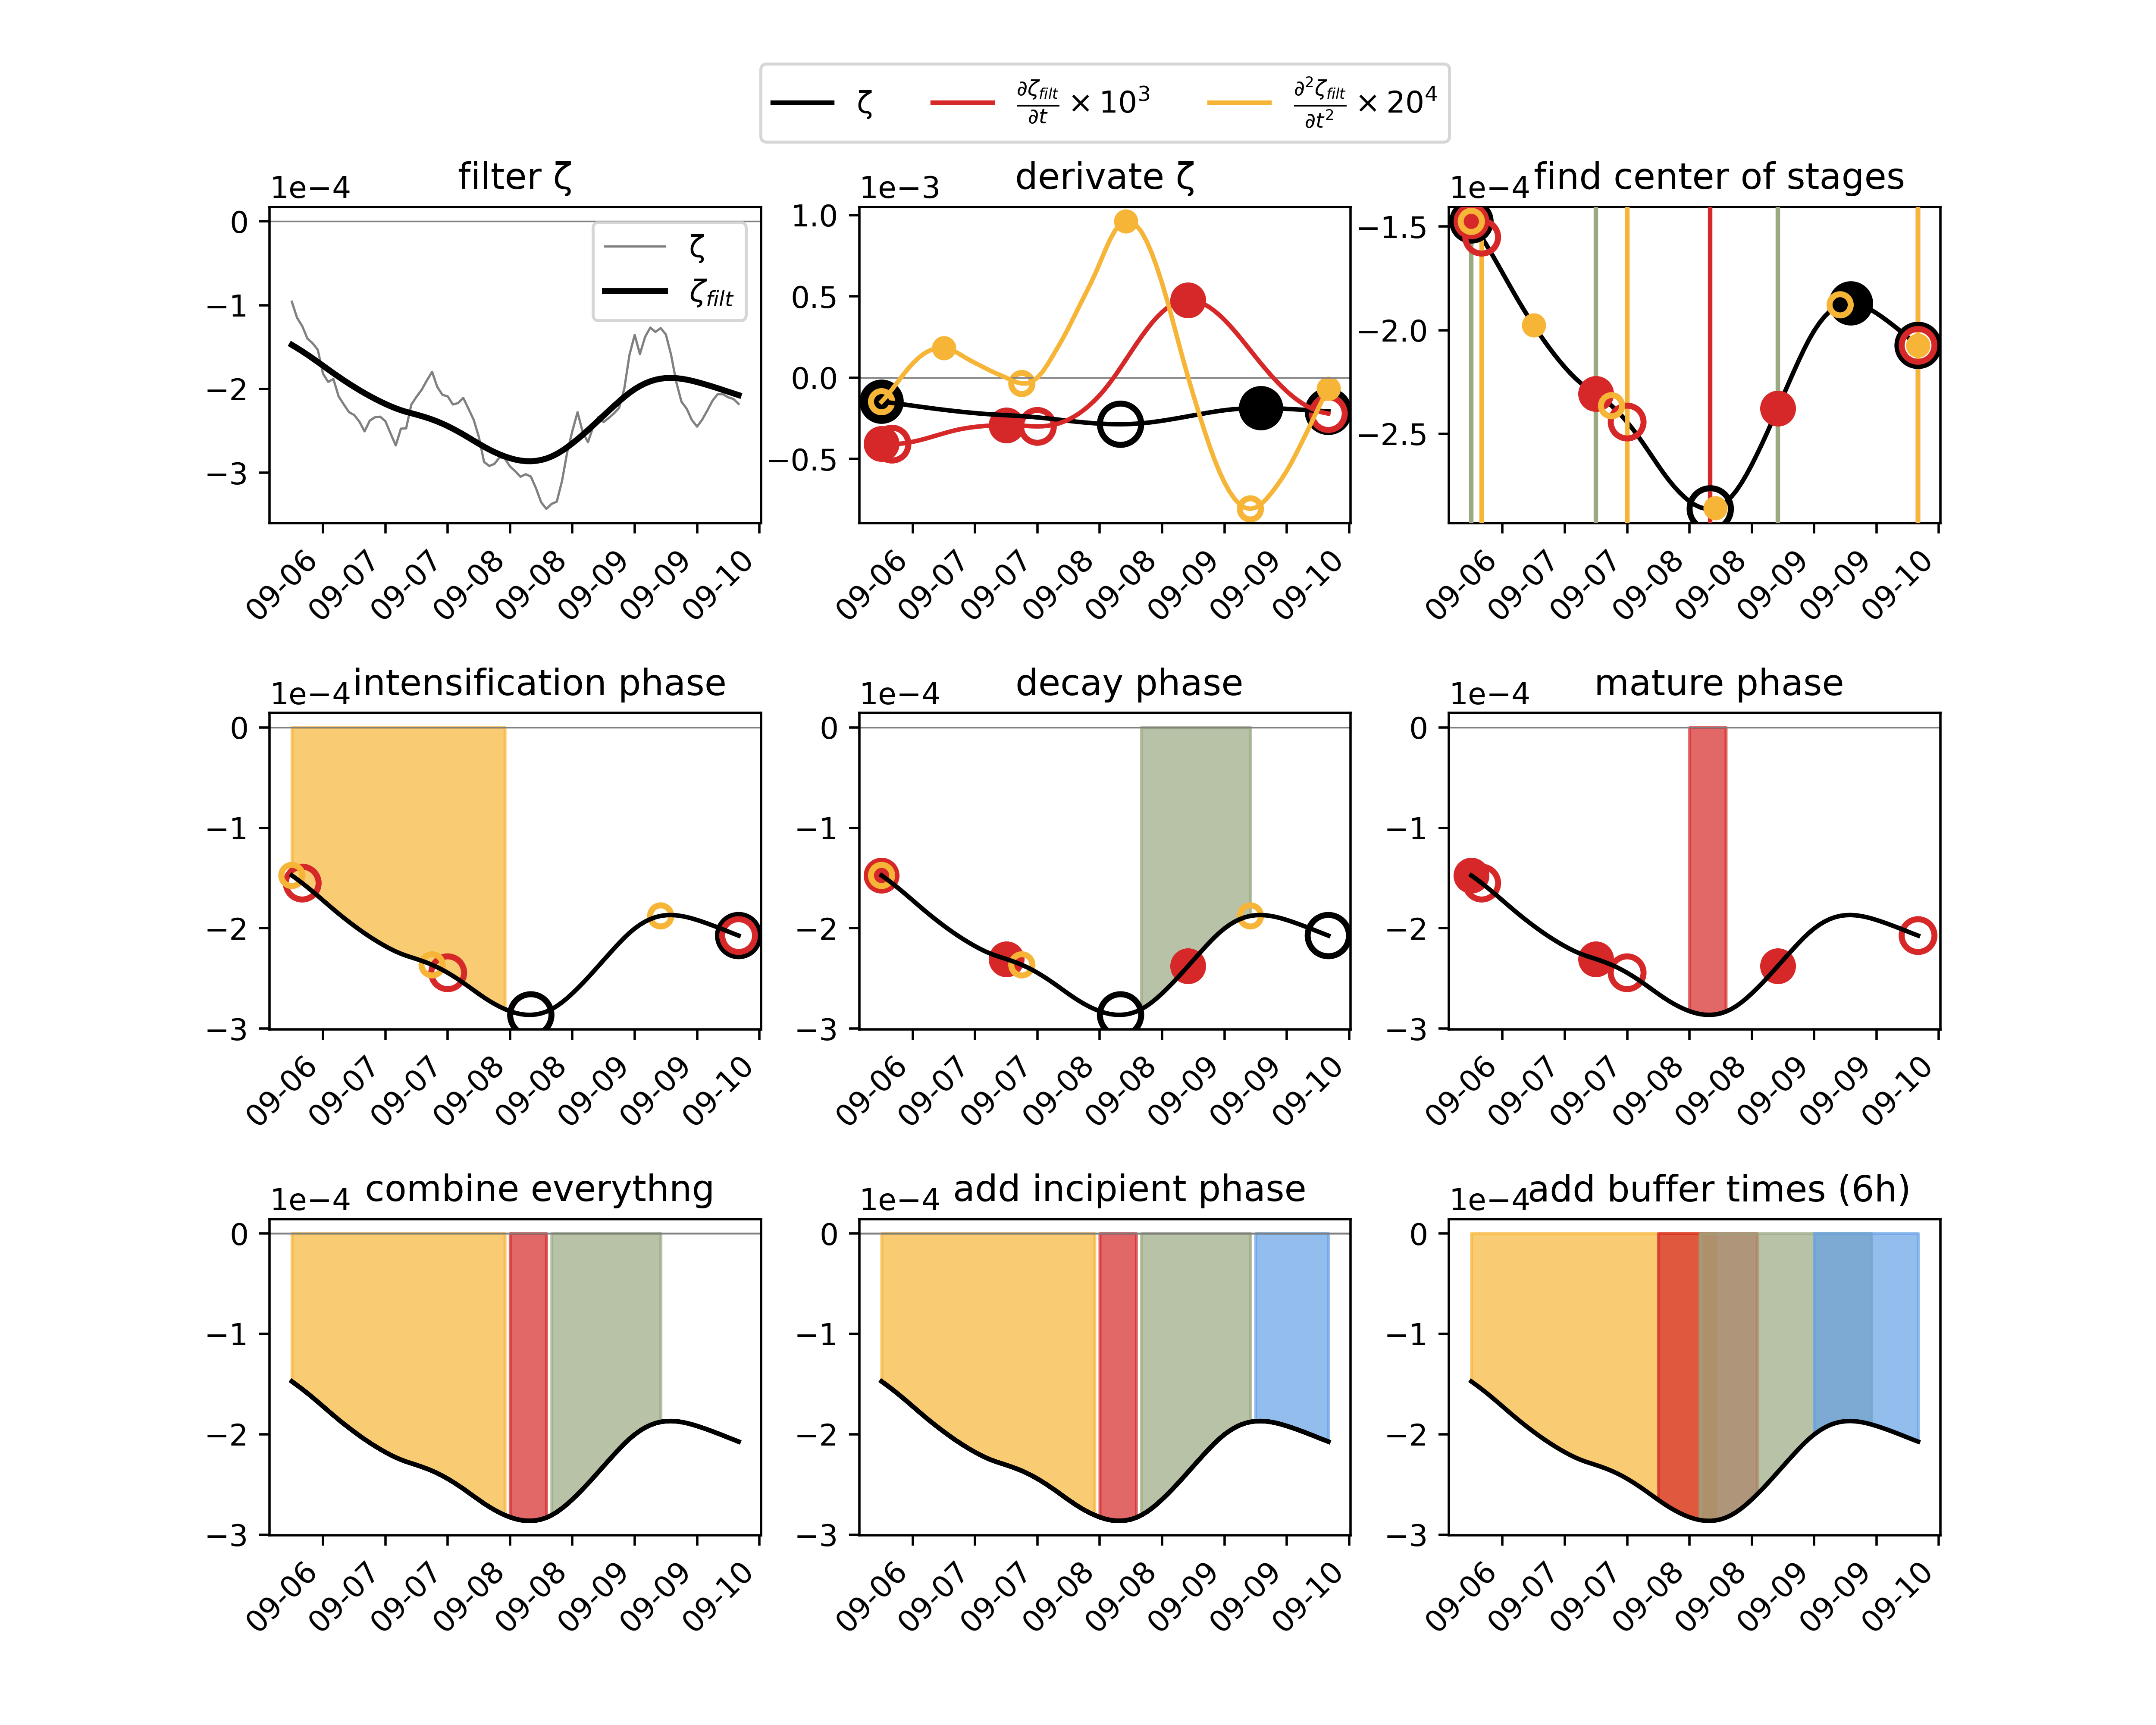 ζ ∂ζfilt/∂t × 10³ ∂²ζfilt/∂t² × 20⁴
filter ζ
1e−4
0
−1
−2
−3
ζ
ζfilt
09-06 09-07 09-07 09-08 09-08 09-09 09-09 09-10
derivate ζ
1e−3
1.0
0.5
0.0
−0.5
09-06 09-07 09-07 09-08 09-08 09-09 09-09 09-10
find center of stages
1e−4
−1.5
−2.0
−2.5
09-06 09-07 09-07 09-08 09-08 09-09 09-09 09-10
intensification phase
1e−4
0
−1
−2
−3
09-06 09-07 09-07 09-08 09-08 09-09 09-09 09-10
decay phase
1e−4
0
−1
−2
−3
09-06 09-07 09-07 09-08 09-08 09-09 09-09 09-10
mature phase
1e−4
0
−1
−2
−3
09-06 09-07 09-07 09-08 09-08 09-09 09-09 09-10
combine everythng
1e−4
0
−1
−2
−3
09-06 09-07 09-07 09-08 09-08 09-09 09-09 09-10
add incipient phase
1e−4
0
−1
−2
−3
09-06 09-07 09-07 09-08 09-08 09-09 09-09 09-10
add buffer times (6h)
1e−4
0
−1
−2
−3
09-06 09-07 09-07 09-08 09-08 09-09 09-09 09-10